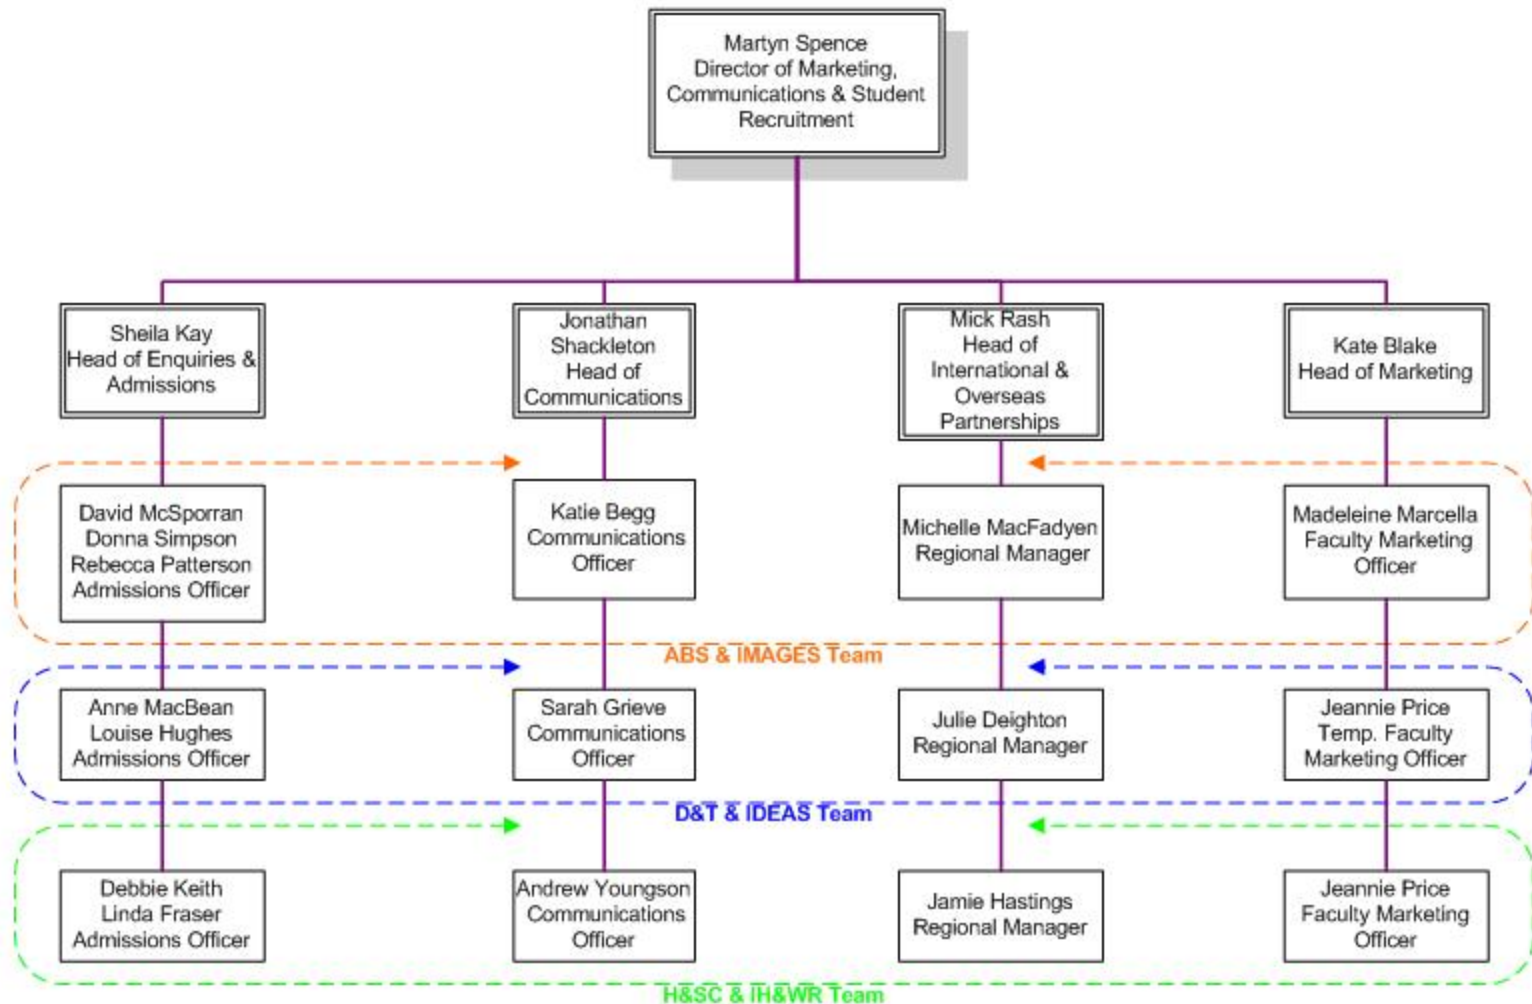 Martyn Spence
Director of Marketing,
Communications & Student
Recruitment
Sheila Kay
Head of Enquiries &
Admissions
Jonathan
Shackleton
Head of
Communications
Mick Rash
Head of
International &
Overseas
Partnerships
Kate Blake
Head of Marketing
David McSporran
Donna Simpson
Rebecca Patterson
Admissions Officer
Katie Begg
Communications
Officer
Michelle MacFadyen
Regional Manager
Madeleine Marcella
Faculty Marketing
Officer
ABS & IMAGES Team
Anne MacBean
Louise Hughes
Admissions Officer
Sarah Grieve
Communications
Officer
Julie Deighton
Regional Manager
Jeannie Price
Temp. Faculty
Marketing Officer
D&T & IDEAS Team
Debbie Keith
Linda Fraser
Admissions Officer
Andrew Youngson
Communications
Officer
Jamie Hastings
Regional Manager
Jeannie Price
Faculty Marketing
Officer
H&SC & IH&WR Team